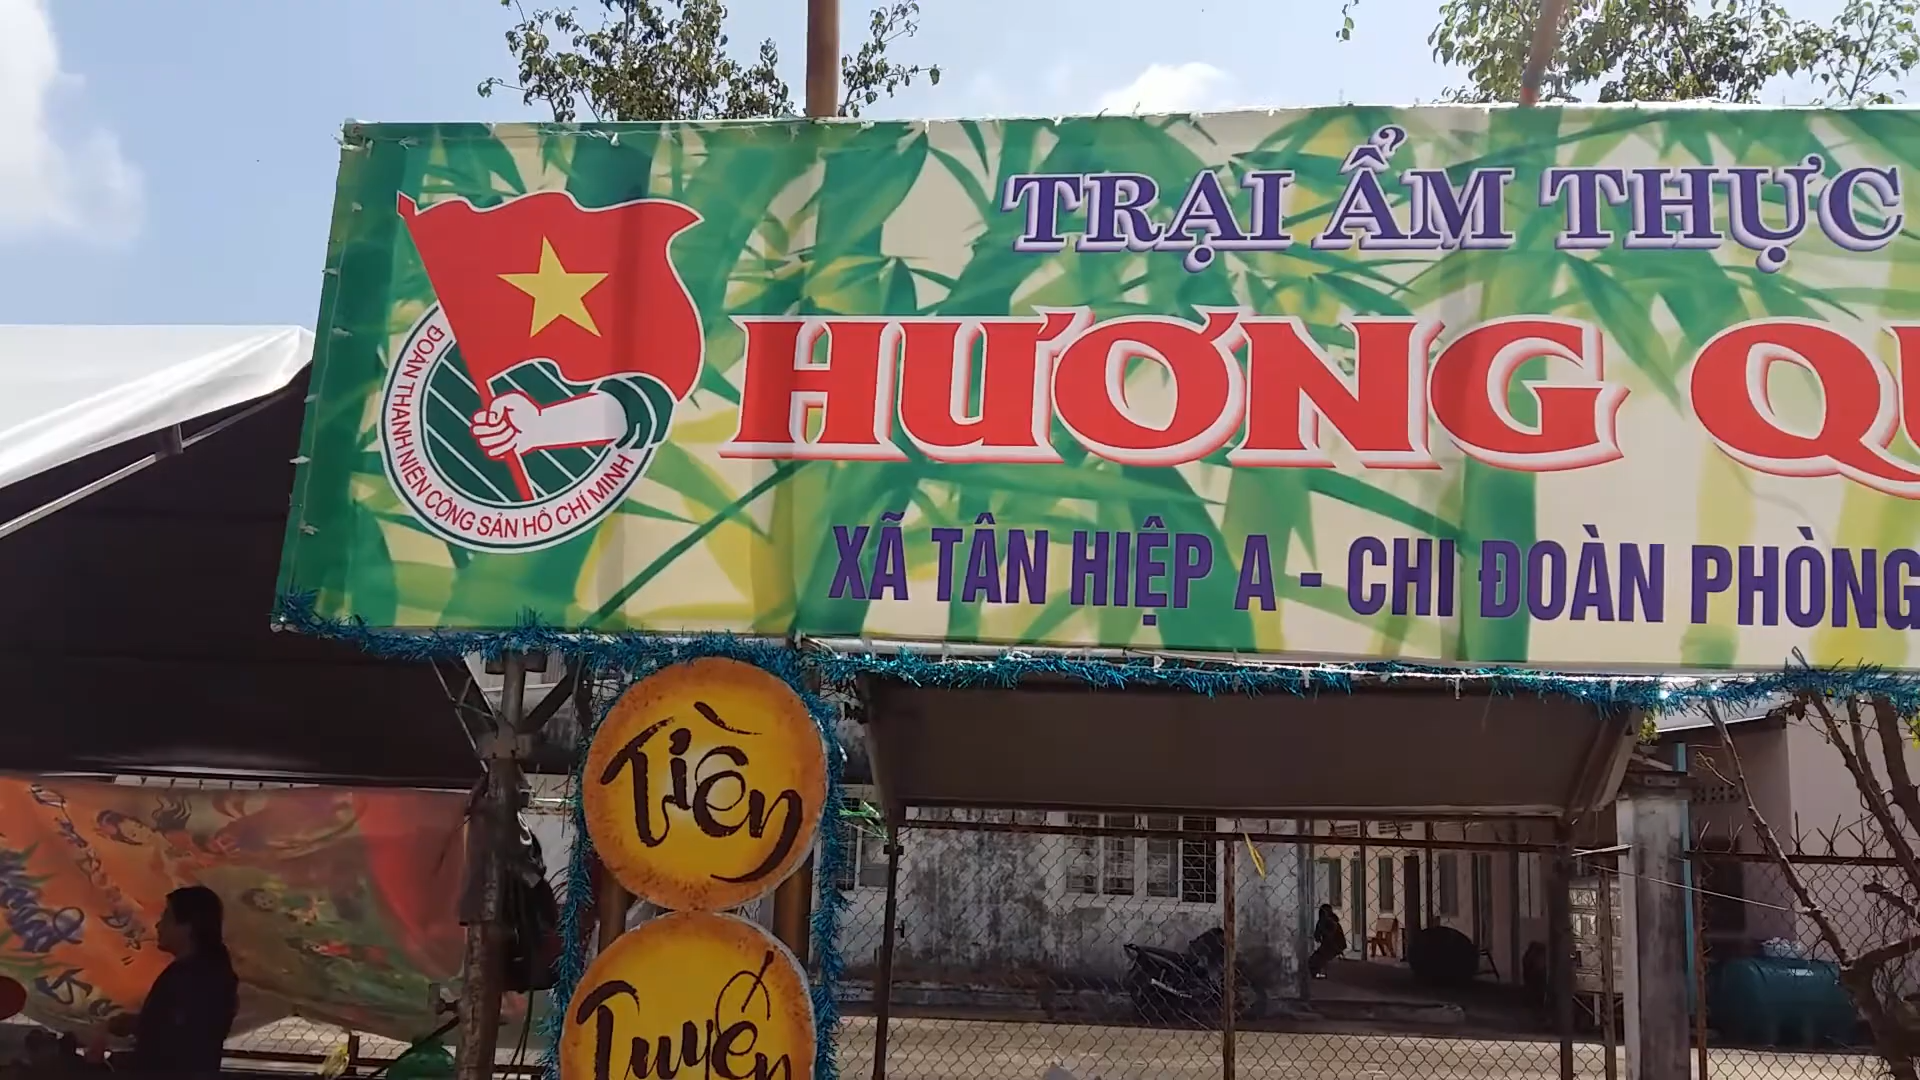 TRẠI ẨM THỰC
HƯƠNG
XÃ TÂN HIỆP A - CHI ĐOÀN PHÒNG
ĐOÀN THANH NIÊN CỘNG SẢN HỒ CHÍ MINH
Tiền